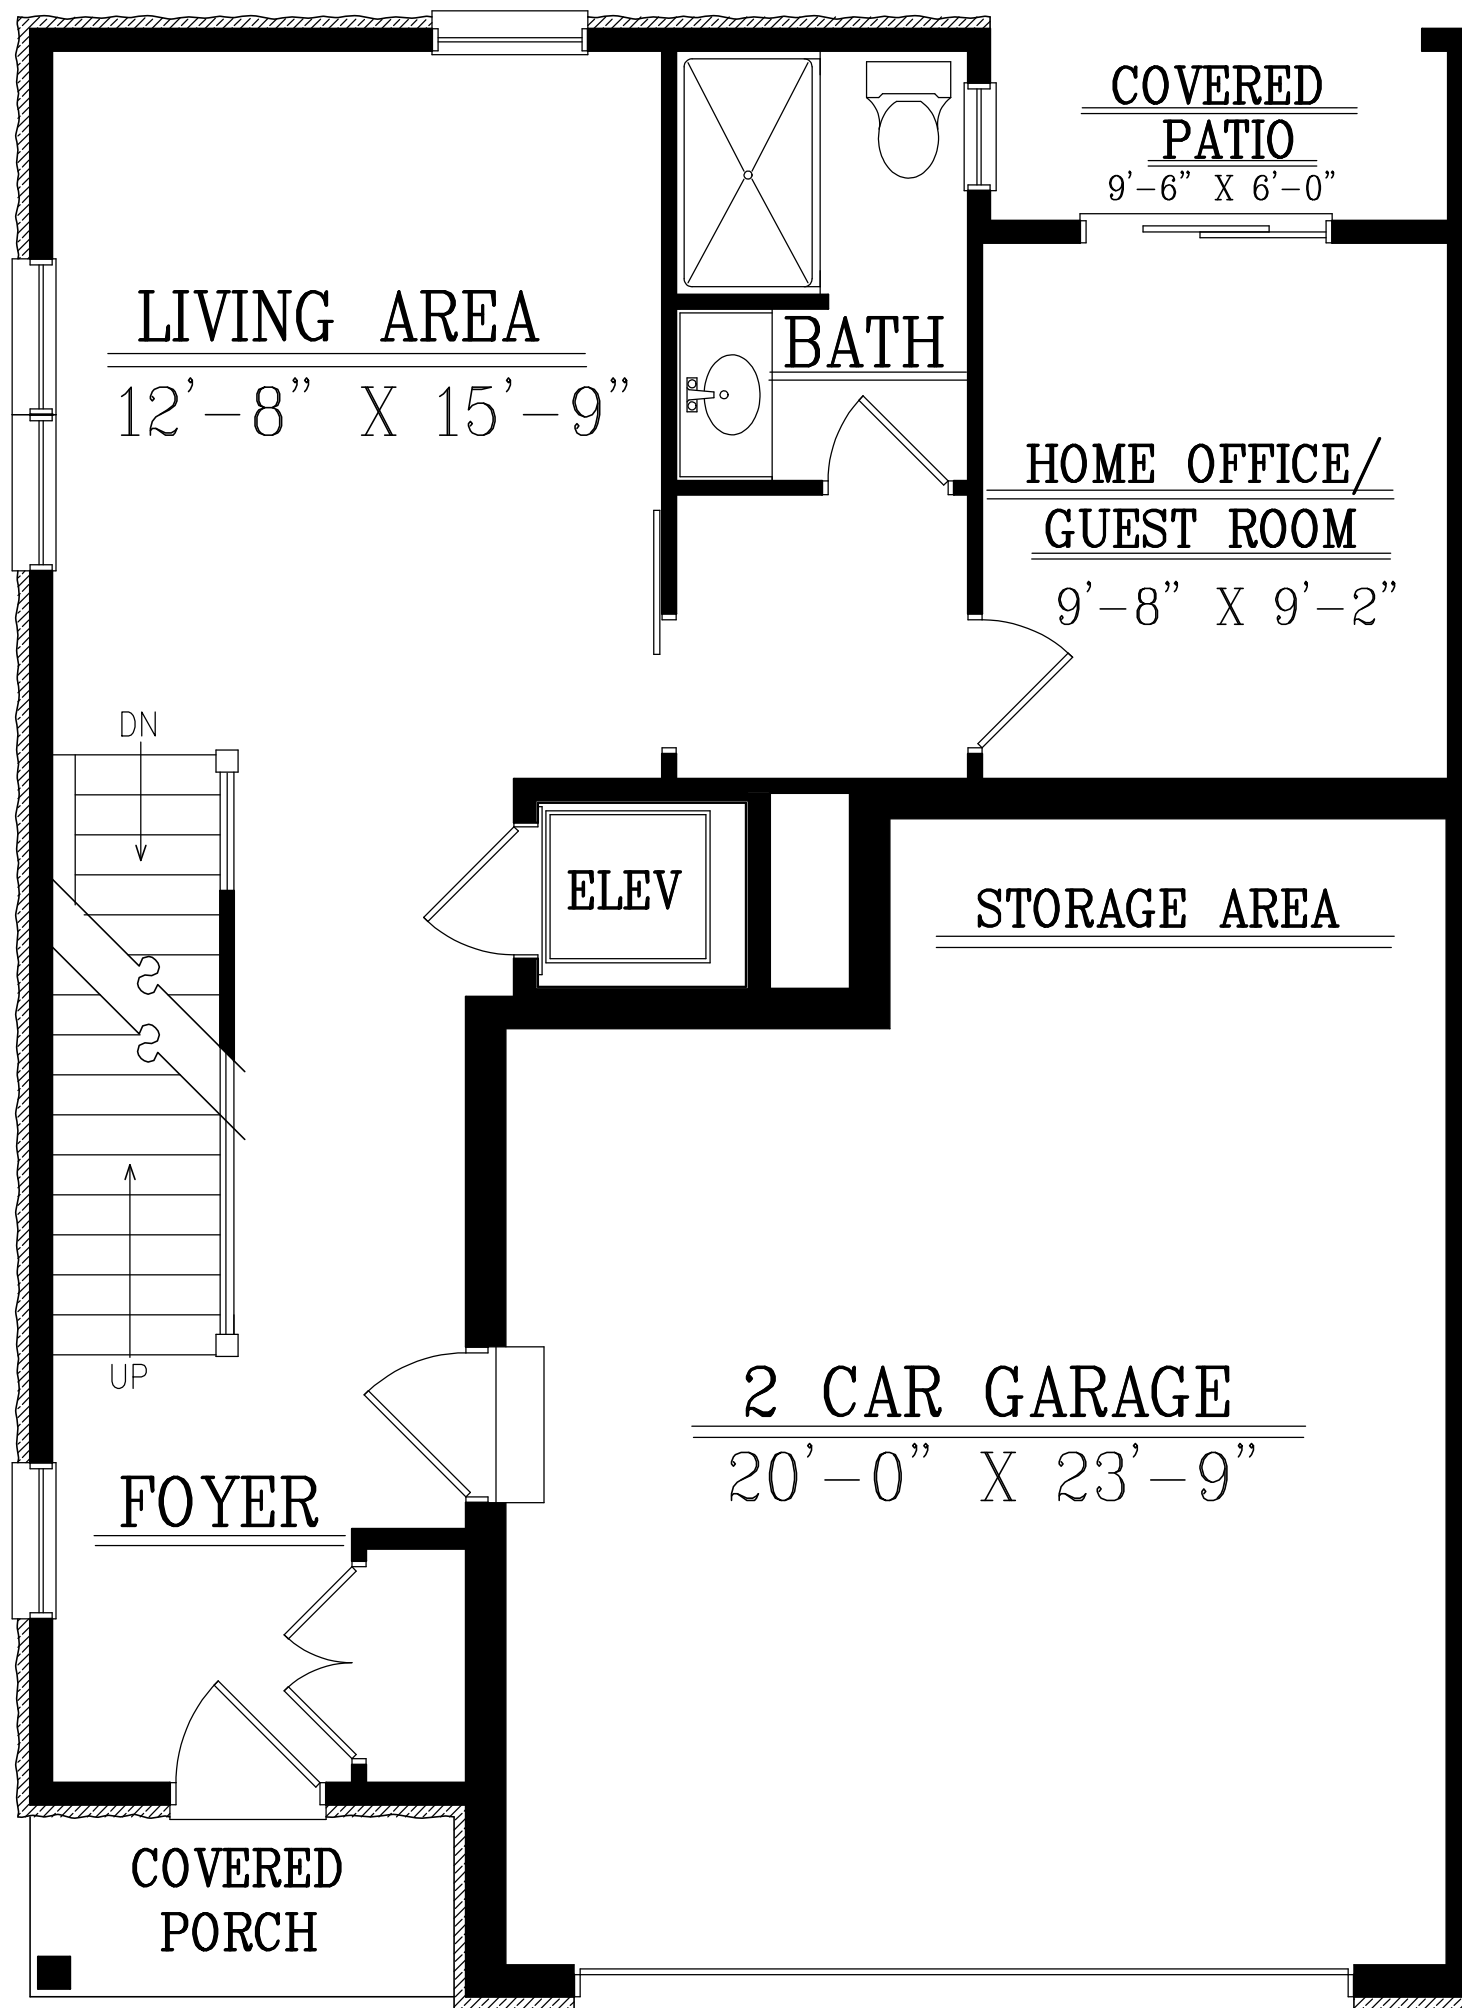 COVERED
PATIO
9'-6" X 6'-0"
LIVING AREA
12'-8" X 15'-9"
BATH
HOME OFFICE/
GUEST ROOM
9'-8" X 9'-2"
DN
ELEV
STORAGE AREA
UP
2 CAR GARAGE
20'-0" X 23'-9"
FOYER
COVERED
PORCH